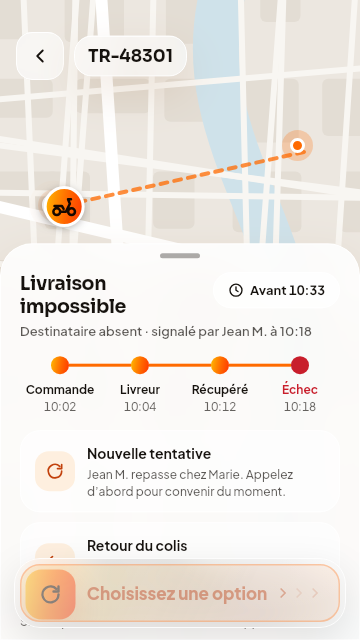 TR-48301
Livraison
impossible
Avant 10:33
Destinataire absent · signalé par Jean M. à 10:18
Commande
Livreur
Récupéré
Échec
10:02
10:04
10:12
10:18
Nouvelle tentative
Jean M. repasse chez Marie. Appelez
d'abord pour convenir du moment.
Retour du colis
Choisissez une option